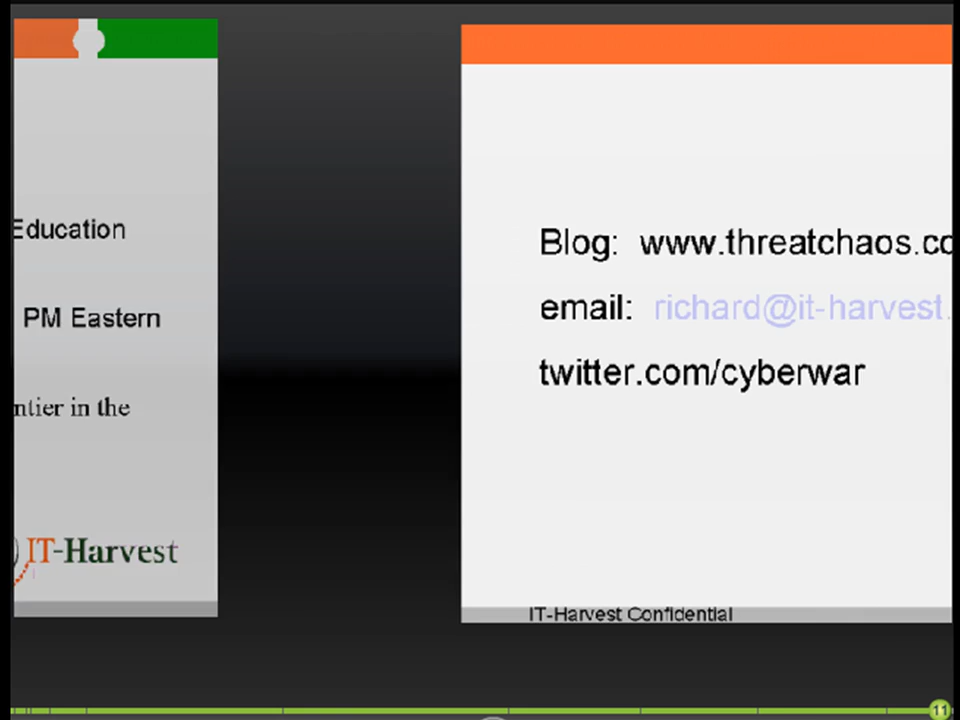 Education
PM Eastern
ntier in the
IT-Harvest
Blog: www.threatchaos.co
email: richard@it-harvest.
twitter.com/cyberwar
IT-Harvest Confidential
11